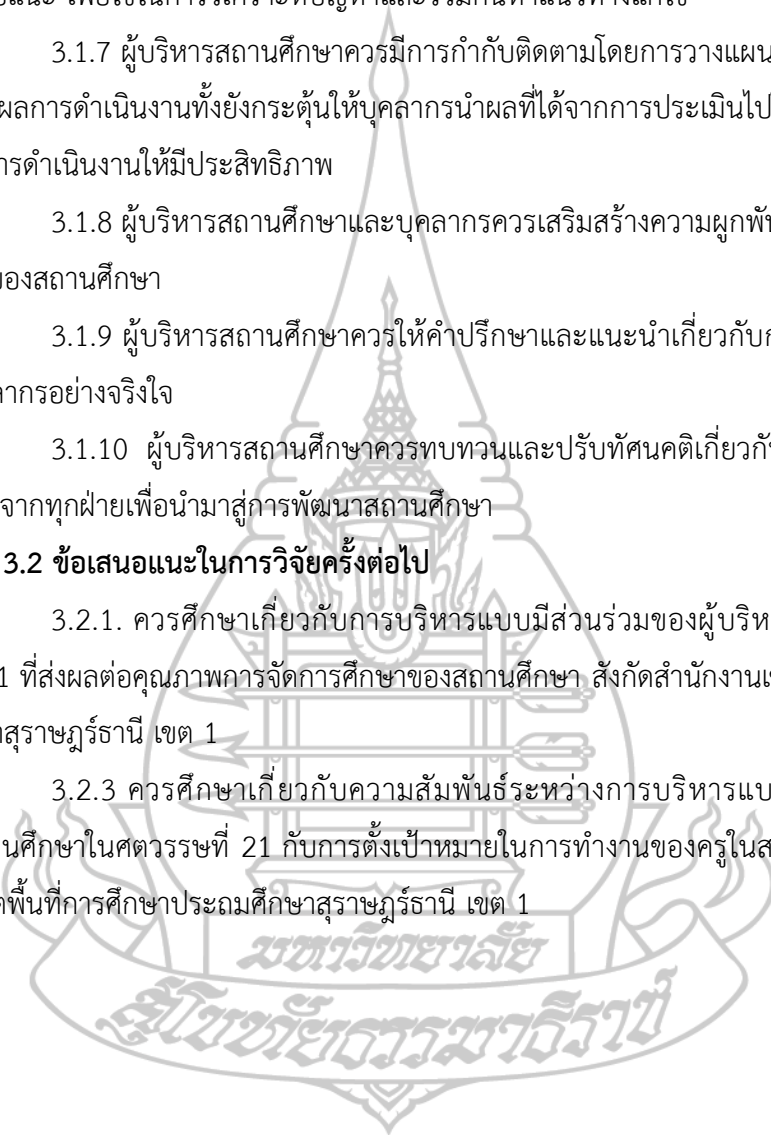 3.1.7 ผู้บริหารสถานศึกษาควรมีการกำกับติดตามโดยการวางแผน
ผลการดำเนินงานทั้งยังกระตุ้นให้บุคลากรนำผลที่ได้จากการประเมินไป
ารดำเนินงานให้มีประสิทธิภาพ
3.1.8 ผู้บริหารสถานศึกษาและบุคลากรควรเสริมสร้างความผูกพั
ของสถานศึกษา
3.1.9 ผู้บริหารสถานศึกษาควรให้คำปรึกษาและแนะนำเกี่ยวกับก
ลากรอย่างจริงใจ
3.1.10 ผู้บริหารสถานศึกษาควรทบทวนและปรับทัศนคติเกี่ยวกั
จากทุกฝ่ายเพื่อนำมาสู่การพัฒนาสถานศึกษา
3.2 ข้อเสนอแนะในการวิจัยครั้งต่อไป
3.2.1. ควรศึกษาเกี่ยวกับการบริหารแบบมีส่วนร่วมของผู้บริห
1 ที่ส่งผลต่อคุณภาพการจัดการศึกษาของสถานศึกษา สังกัดสำนักงานเ
าสุราษฎร์ธานี เขต 1
3.2.3 ควรศึกษาเกี่ยวกับความสัมพันธ์ระหว่างการบริหารแบ
นศึกษาในศตวรรษที่ 21 กับการตั้งเป้าหมายในการทำงานของครูในส
พื้นที่การศึกษาประถมศึกษาสุราษฎร์ธานี เขต 1
มหาวิทยาลัย
สุโขทัยธรรมาธิราช